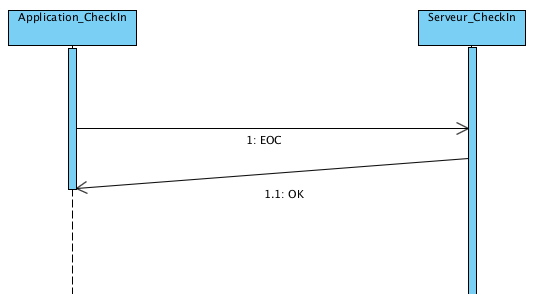 Application_CheckIn
Serveur_CheckIn
1: EOC
1.1: OK